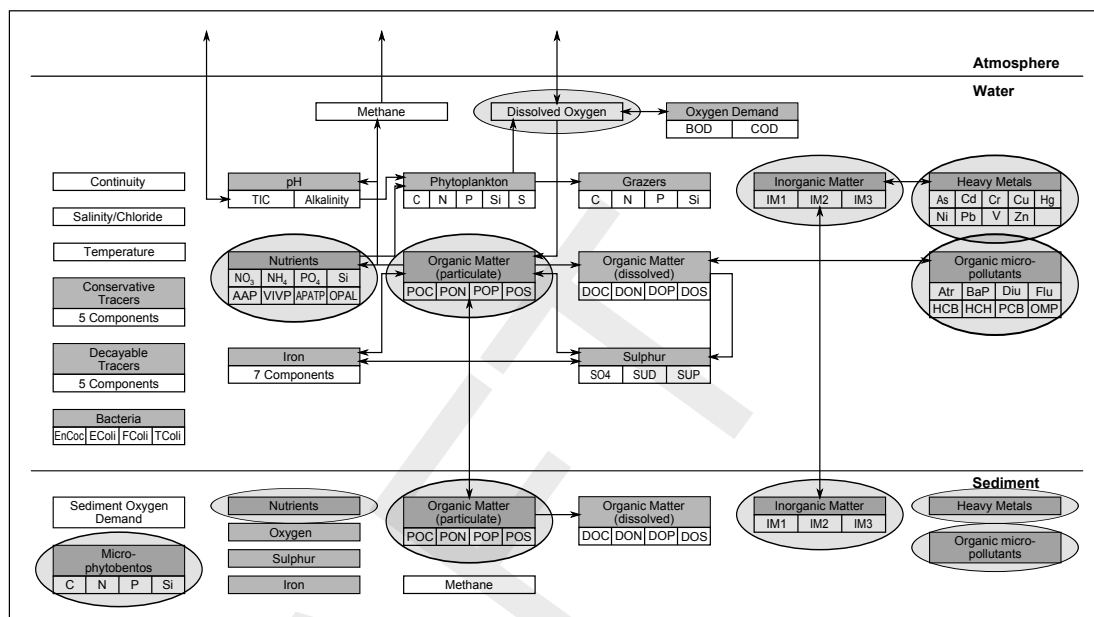 Atmosphere
Water
Methane
Dissolved Oxygen
Oxygen Demand
BOD COD
Continuity
pH
TIC Alkalinity
Phytoplankton
C N P Si S
Grazers
C N P Si
Inorganic Matter
IM1 IM2 IM3
Heavy Metals
As Cd Cr Cu Hg
Ni Pb V Zn
Salinity/Chloride
Temperature
Nutrients
NO3 NH4 PO4 Si
AAP VIVP APATP OPAL
Organic Matter
(particulate)
POC PON POP POS
Organic Matter
(dissolved)
DOC DON DOP DOS
Organic micro-
pollutants
Atr BaP Diu Flu
HCB HCH PCB OMP
Conservative
Tracers
5 Components
Decayable
Tracers
5 Components
Iron
7 Components
Sulphur
SO4 SUD SUP
Bacteria
EnCoc EColi FColi TColi
Sediment
Sediment Oxygen
Demand
Nutrients
Organic Matter
(particulate)
POC PON POP POS
Organic Matter
(dissolved)
DOC DON DOP DOS
Inorganic Matter
IM1 IM2 IM3
Heavy Metals
Oxygen
Micro-
phytobentos
C N P Si
Sulphur
Organic micro-
pollutants
Iron
Methane